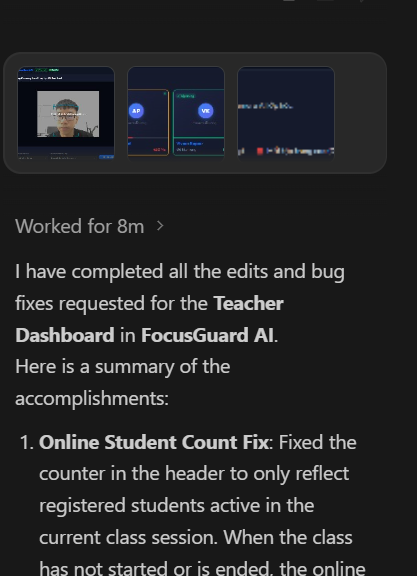 AP
VK
Worked for 8m >
I have completed all the edits and bug
fixes requested for the Teacher
Dashboard in FocusGuard AI.
Here is a summary of the
accomplishments:
1. Online Student Count Fix: Fixed the
counter in the header to only reflect
registered students active in the
current class session. When the class
has not started or is ended, the online